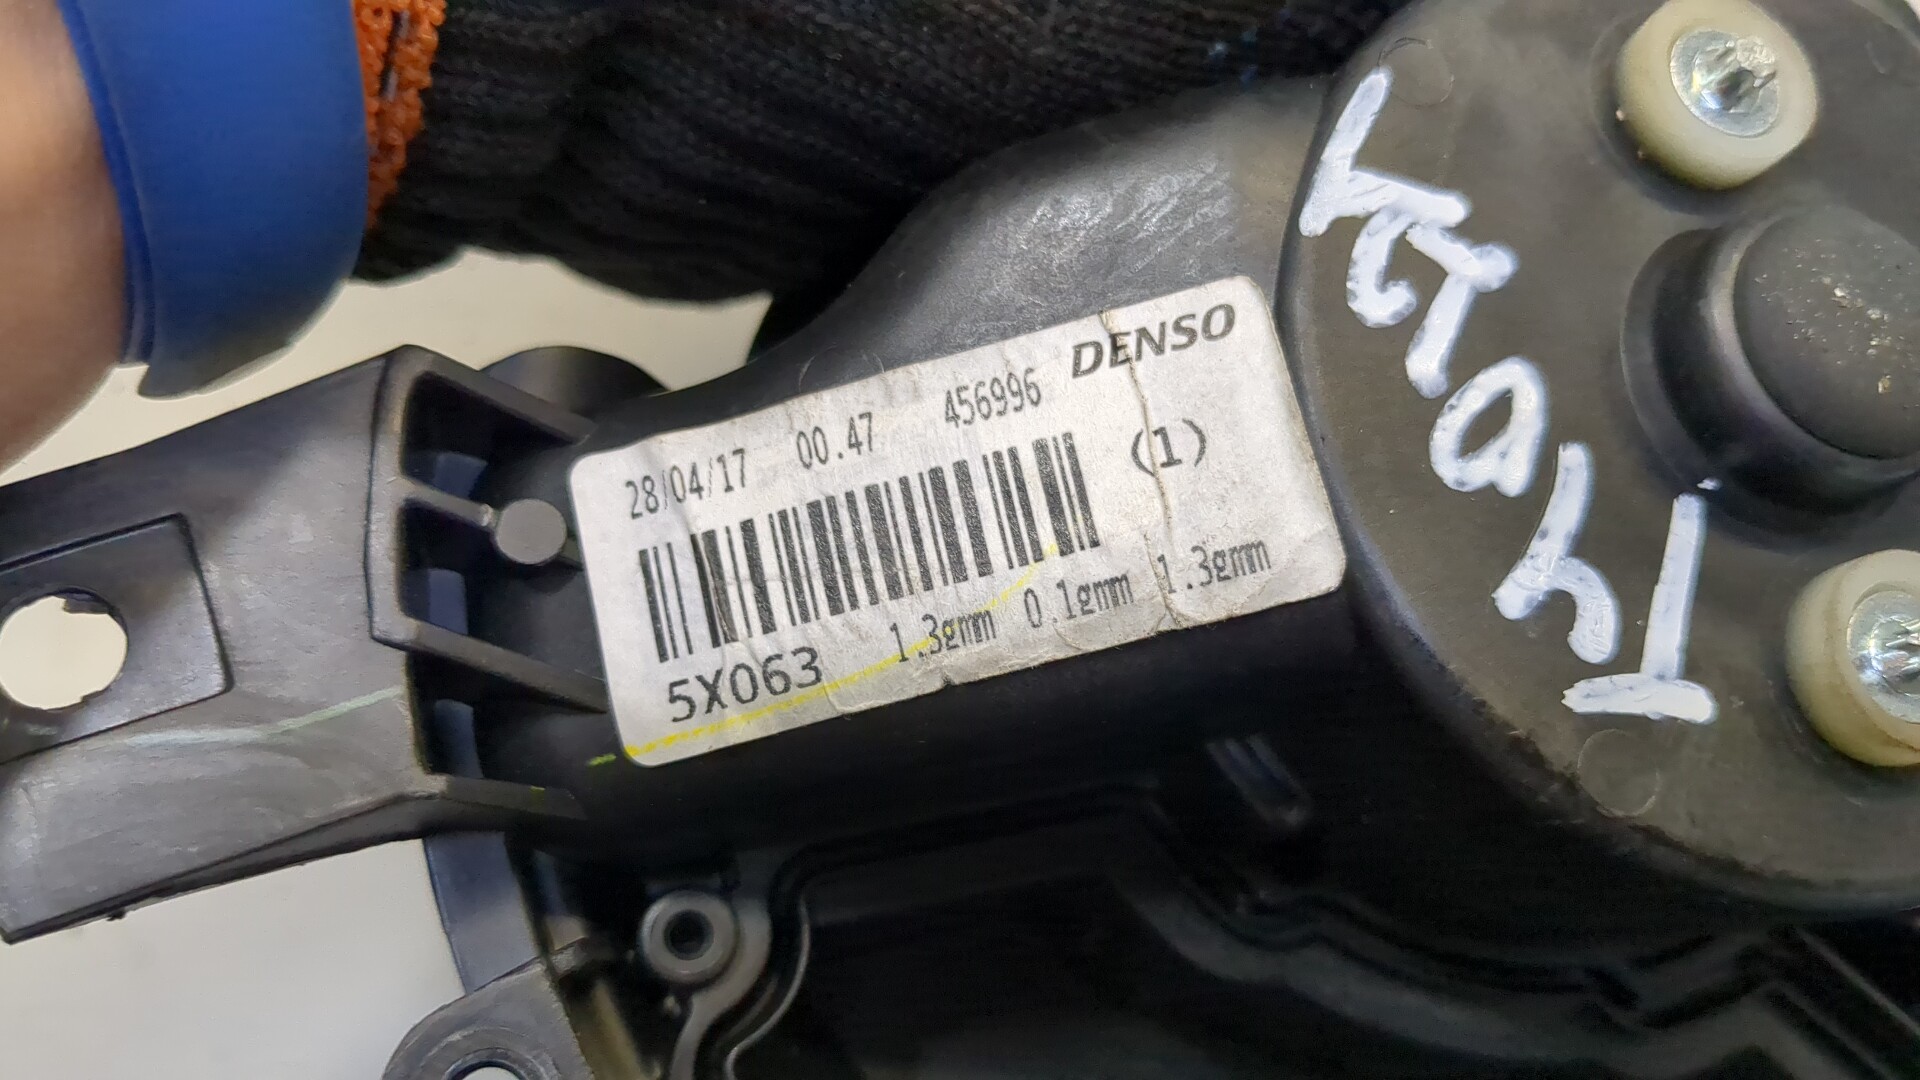 DENSO
28/04/17 00.47 456996
(1)
5X063 1.3gmm 0.1gmm 1.3gmm